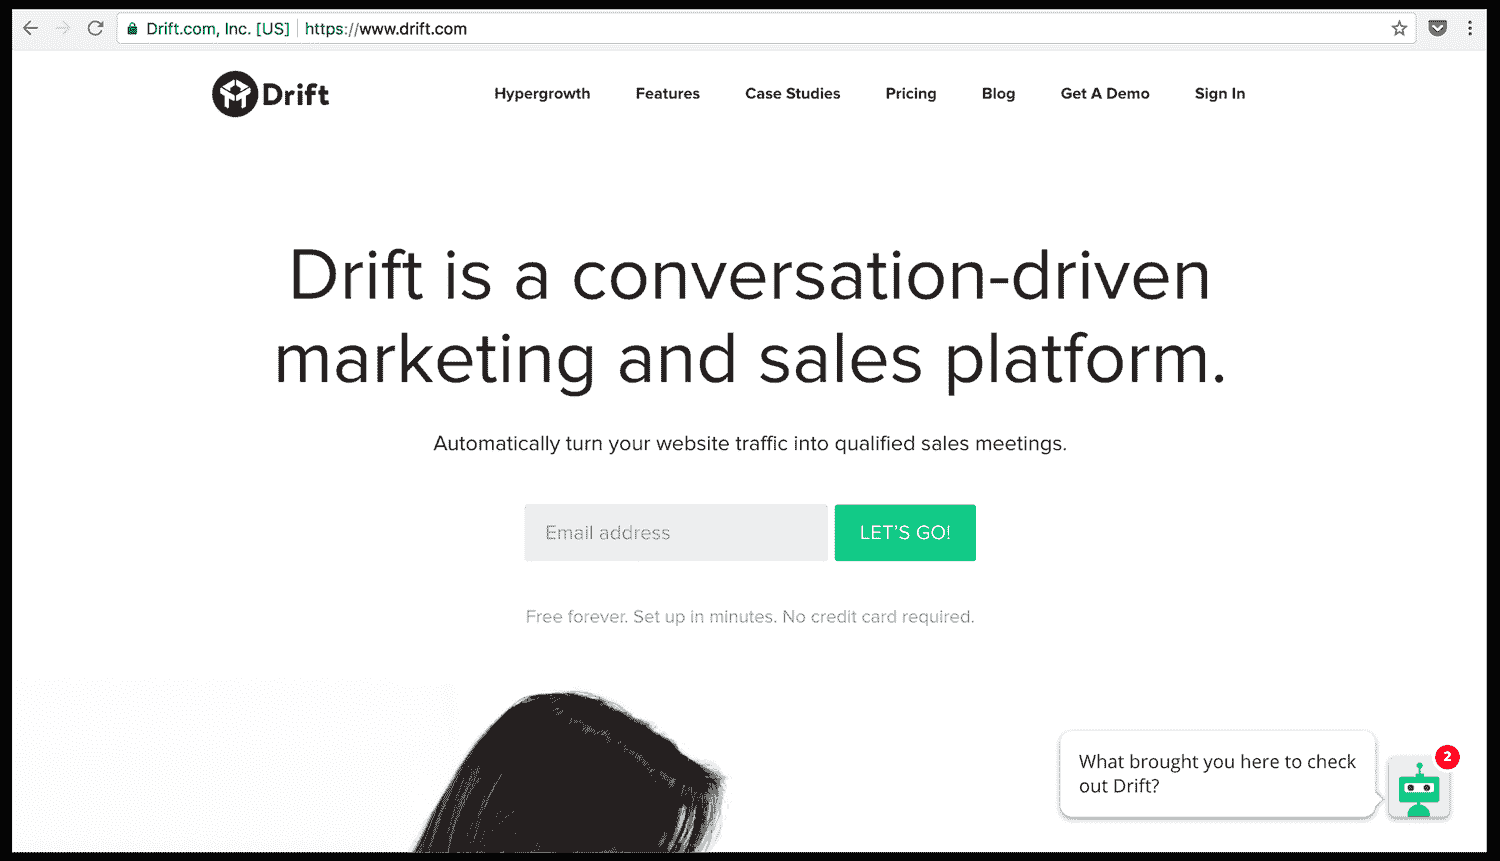 Drift.com, Inc. [US] https://www.drift.com
Drift
Hypergrowth Features Case Studies Pricing Blog Get A Demo Sign In
Drift is a conversation-driven
marketing and sales platform.
Automatically turn your website traffic into qualified sales meetings.
Email address
LET'S GO!
Free forever. Set up in minutes. No credit card required.
What brought you here to check
out Drift?
2